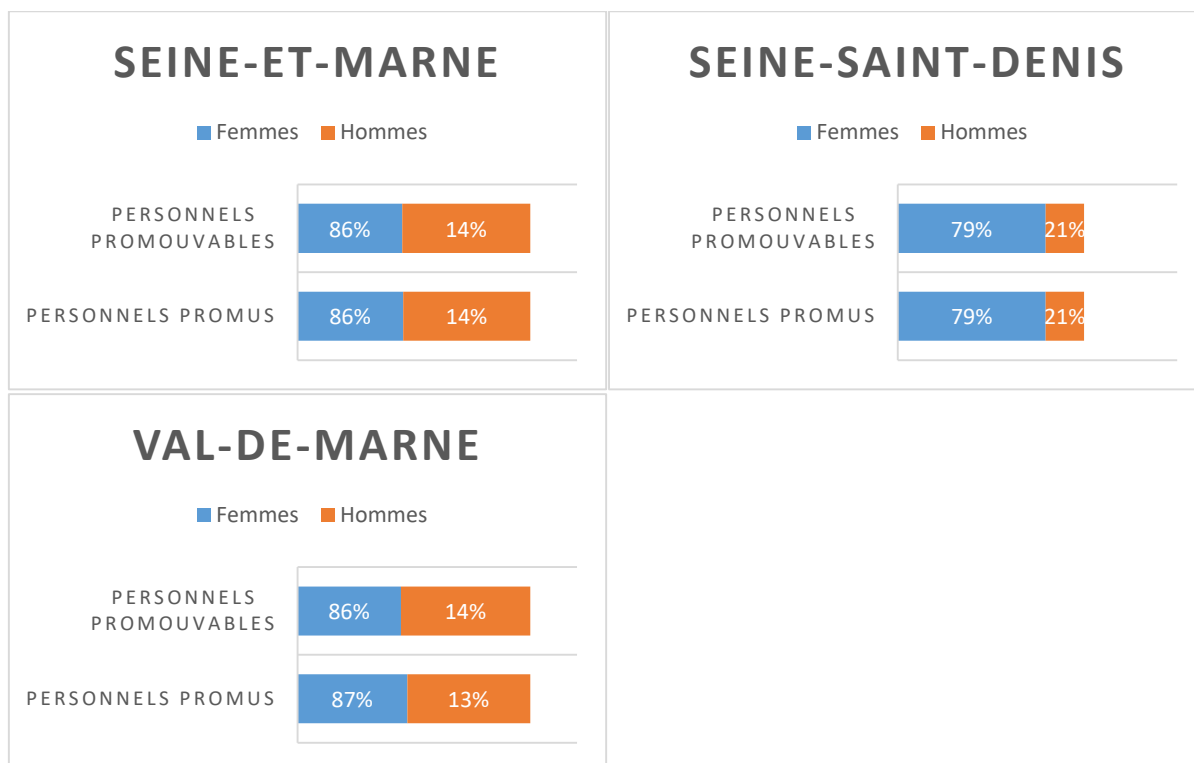 SEINE-ET-MARNE
Femmes Hommes
PERSONNELS
PROMOUVABLES
86% 14%
PERSONNELS PROMUS
86% 14%
SEINE-SAINT-DENIS
Femmes Hommes
PERSONNELS
PROMOUVABLES
79% 21%
PERSONNELS PROMUS
79% 21%
VAL-DE-MARNE
Femmes Hommes
PERSONNELS
PROMOUVABLES
86% 14%
PERSONNELS PROMUS
87% 13%